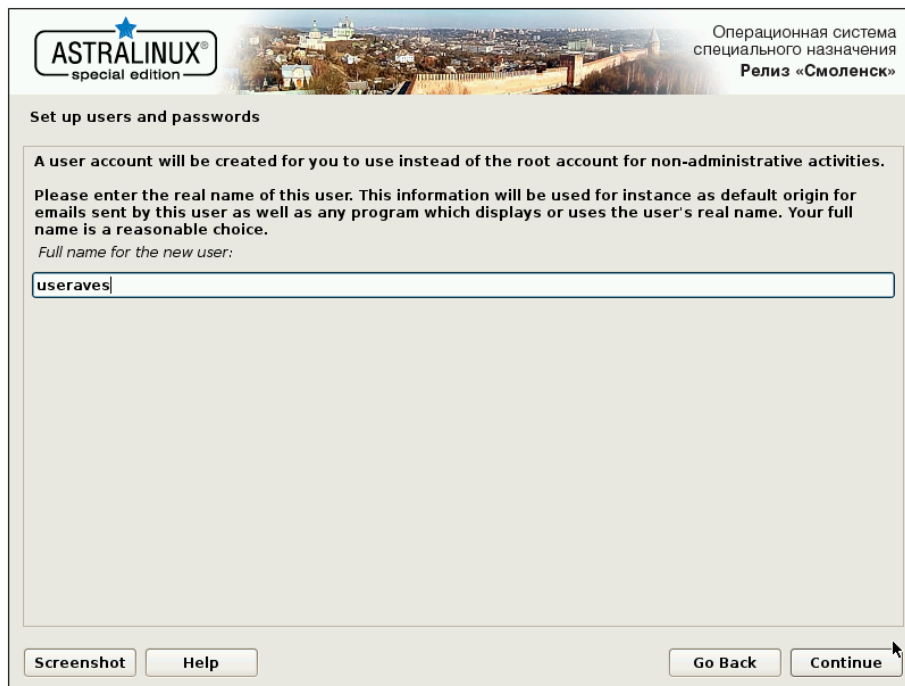 ASTRALINUX®
special edition
Операционная система
специального назначения
Релиз «Смоленск»
Set up users and passwords
A user account will be created for you to use instead of the root account for non-administrative activities.
Please enter the real name of this user. This information will be used for instance as default origin for
emails sent by this user as well as any program which displays or uses the user's real name. Your full
name is a reasonable choice.
Full name for the new user:
useraves
Screenshot
Help
Go Back
Continue